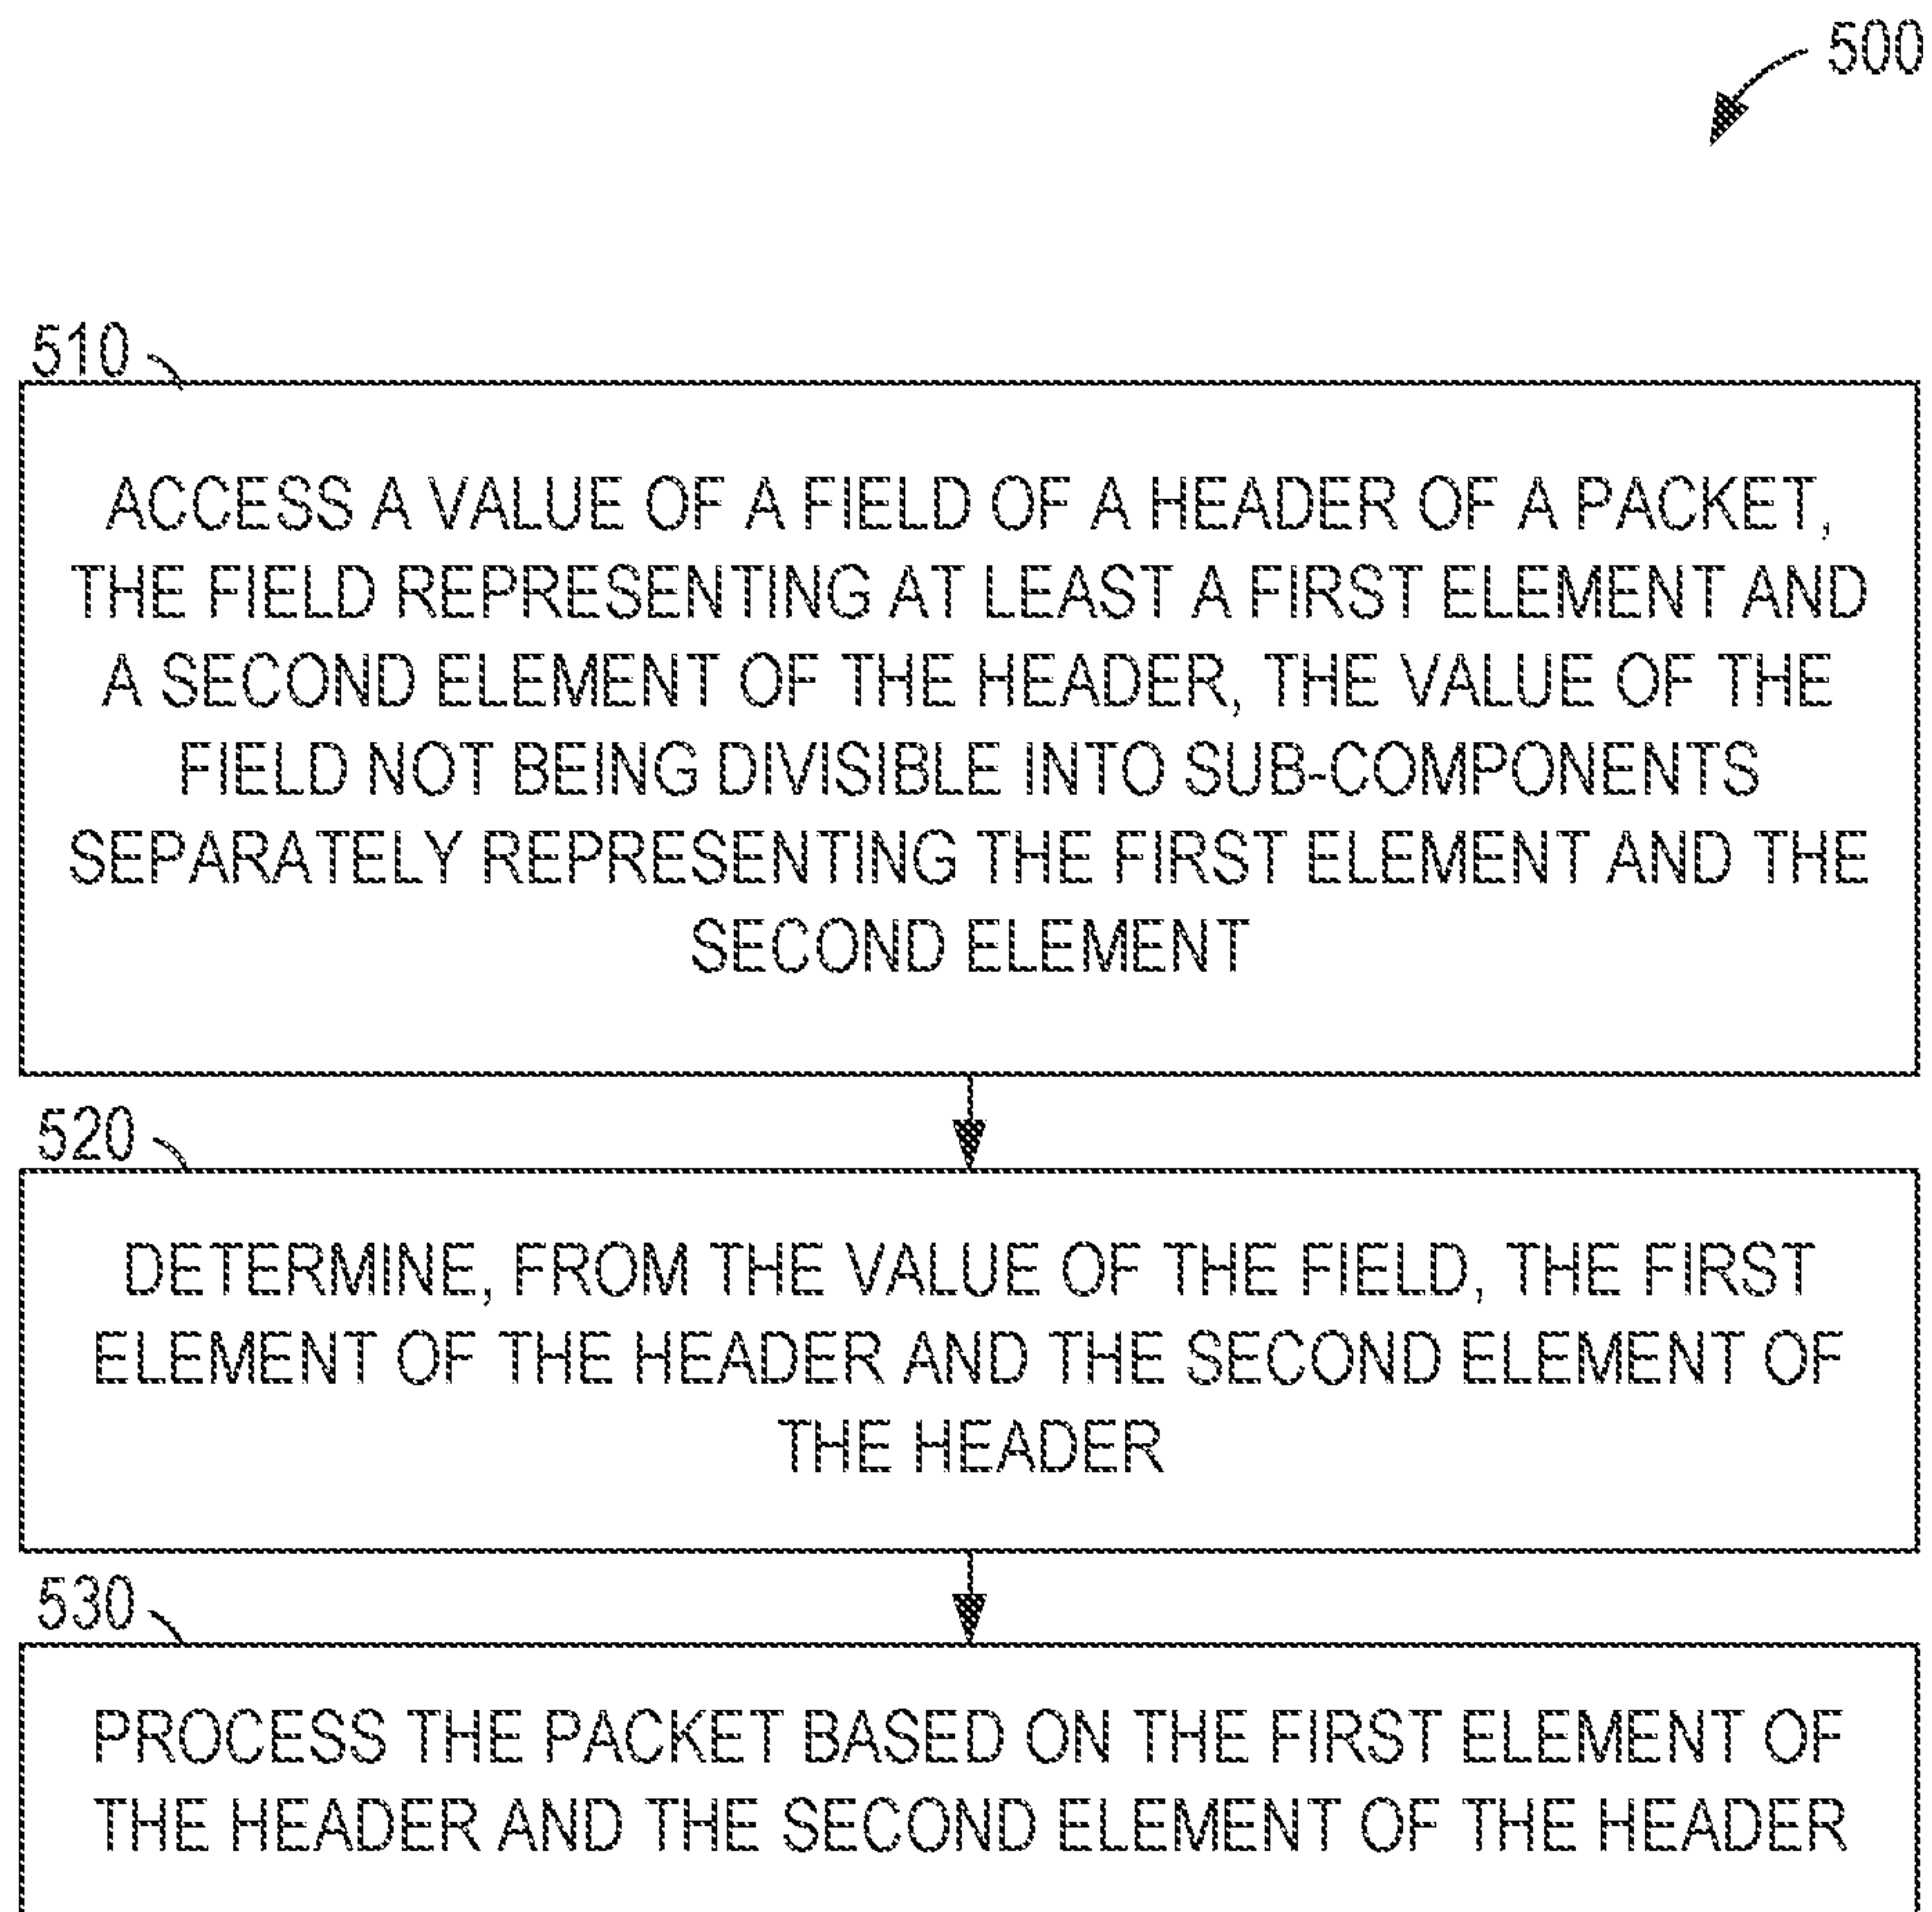 500
510
ACCESS A VALUE OF A FIELD OF A HEADER OF A PACKET,
THE FIELD REPRESENTING AT LEAST A FIRST ELEMENT AND
A SECOND ELEMENT OF THE HEADER, THE VALUE OF THE
FIELD NOT BEING DIVISIBLE INTO SUB-COMPONENTS
SEPARATELY REPRESENTING THE FIRST ELEMENT AND THE
SECOND ELEMENT
520
DETERMINE, FROM THE VALUE OF THE FIELD, THE FIRST
ELEMENT OF THE HEADER AND THE SECOND ELEMENT OF
THE HEADER
530
PROCESS THE PACKET BASED ON THE FIRST ELEMENT OF
THE HEADER AND THE SECOND ELEMENT OF THE HEADER